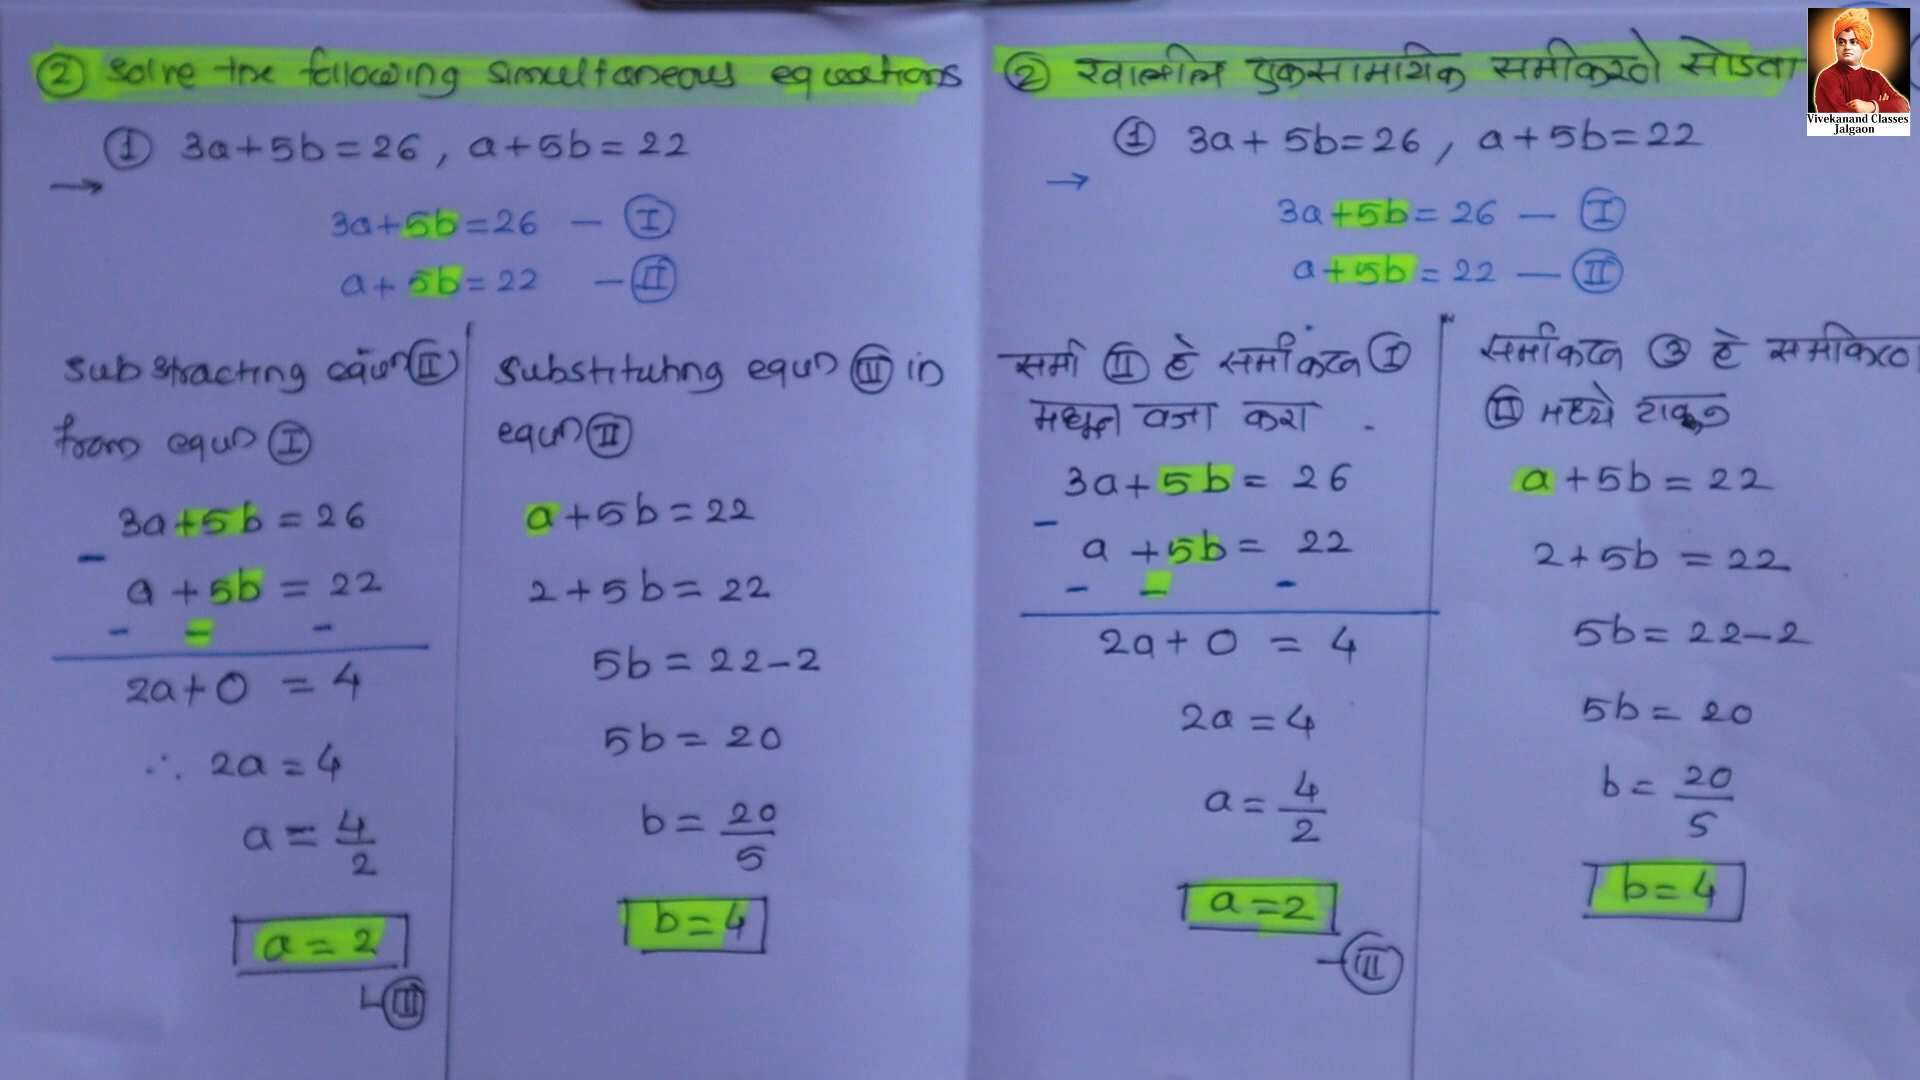 ② Solve the following simultaneous equations
① 3a+5b=26, a+5b=22
→
3a+5b=26 — Ⓘ
a+5b=22 — Ⓘ Ⓘ
substracting equn Ⅱ
from equn Ⅰ
3a+5b=26
-
a+5b=22
- - -
2a+0=4
∴ 2a=4
a=4/2
a=2
Ⅲ
substituting equn Ⅲ in
equn Ⅱ
a+5b=22
2+5b=22
5b=22-2
5b=20
b=20/5
b=4
② खालील एकसामायिक समीकरणे सोडवा
① 3a+5b=26, a+5b=22
→
3a+5b=26 — Ⅰ
a+5b=22 — Ⅱ
समी Ⅱ हे समीकरण Ⅰ
मधून वजा करा.
3a+5b=26
-
a+5b=22
- - -
2a+0=4
2a=4
a=4/2
a=2
-Ⅲ
समीकरण ③ हे समीकरण
Ⅱ मध्ये टाकून
a+5b=22
2+5b=22
5b=22-2
5b=20
b=20/5
b=4
Vivekanand Classes
Jalgaon